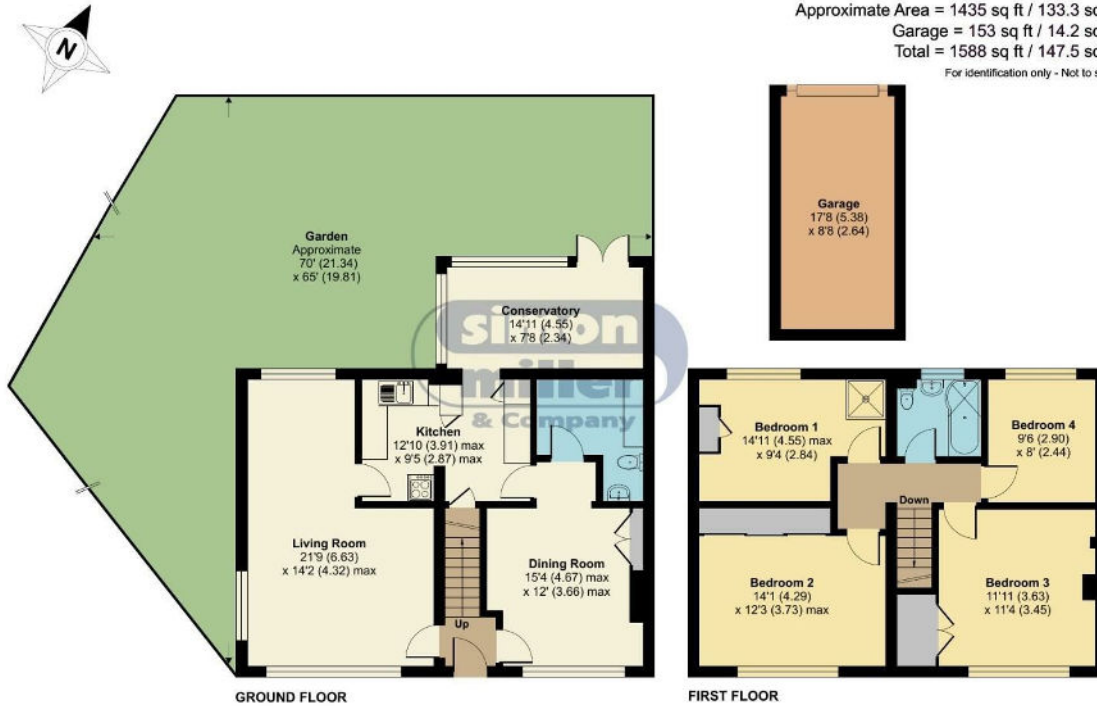 N
Approximate Area = 1435 sq ft / 133.3 sq
Garage = 153 sq ft / 14.2 sq
Total = 1588 sq ft / 147.5 sq
For identification only - Not to s
Garage
17'8 (5.38)
x 8'8 (2.64)
Garden
Approximate
70' (21.34)
x 65' (19.81)
Conservatory
14'11 (4.55)
x 7'8 (2.34)
simon
miller
& Company
Kitchen
12'10 (3.91) max
x 9'5 (2.87) max
Living Room
21'9 (6.63)
x 14'2 (4.32) max
Dining Room
15'4 (4.67) max
x 12' (3.66) max
Up
GROUND FLOOR
Bedroom 1
14'11 (4.55) max
x 9'4 (2.84)
Bedroom 4
9'6 (2.90)
x 8' (2.44)
Down
Bedroom 2
14'1 (4.29)
x 12'3 (3.73) max
Bedroom 3
11'11 (3.63)
x 11'4 (3.45)
FIRST FLOOR